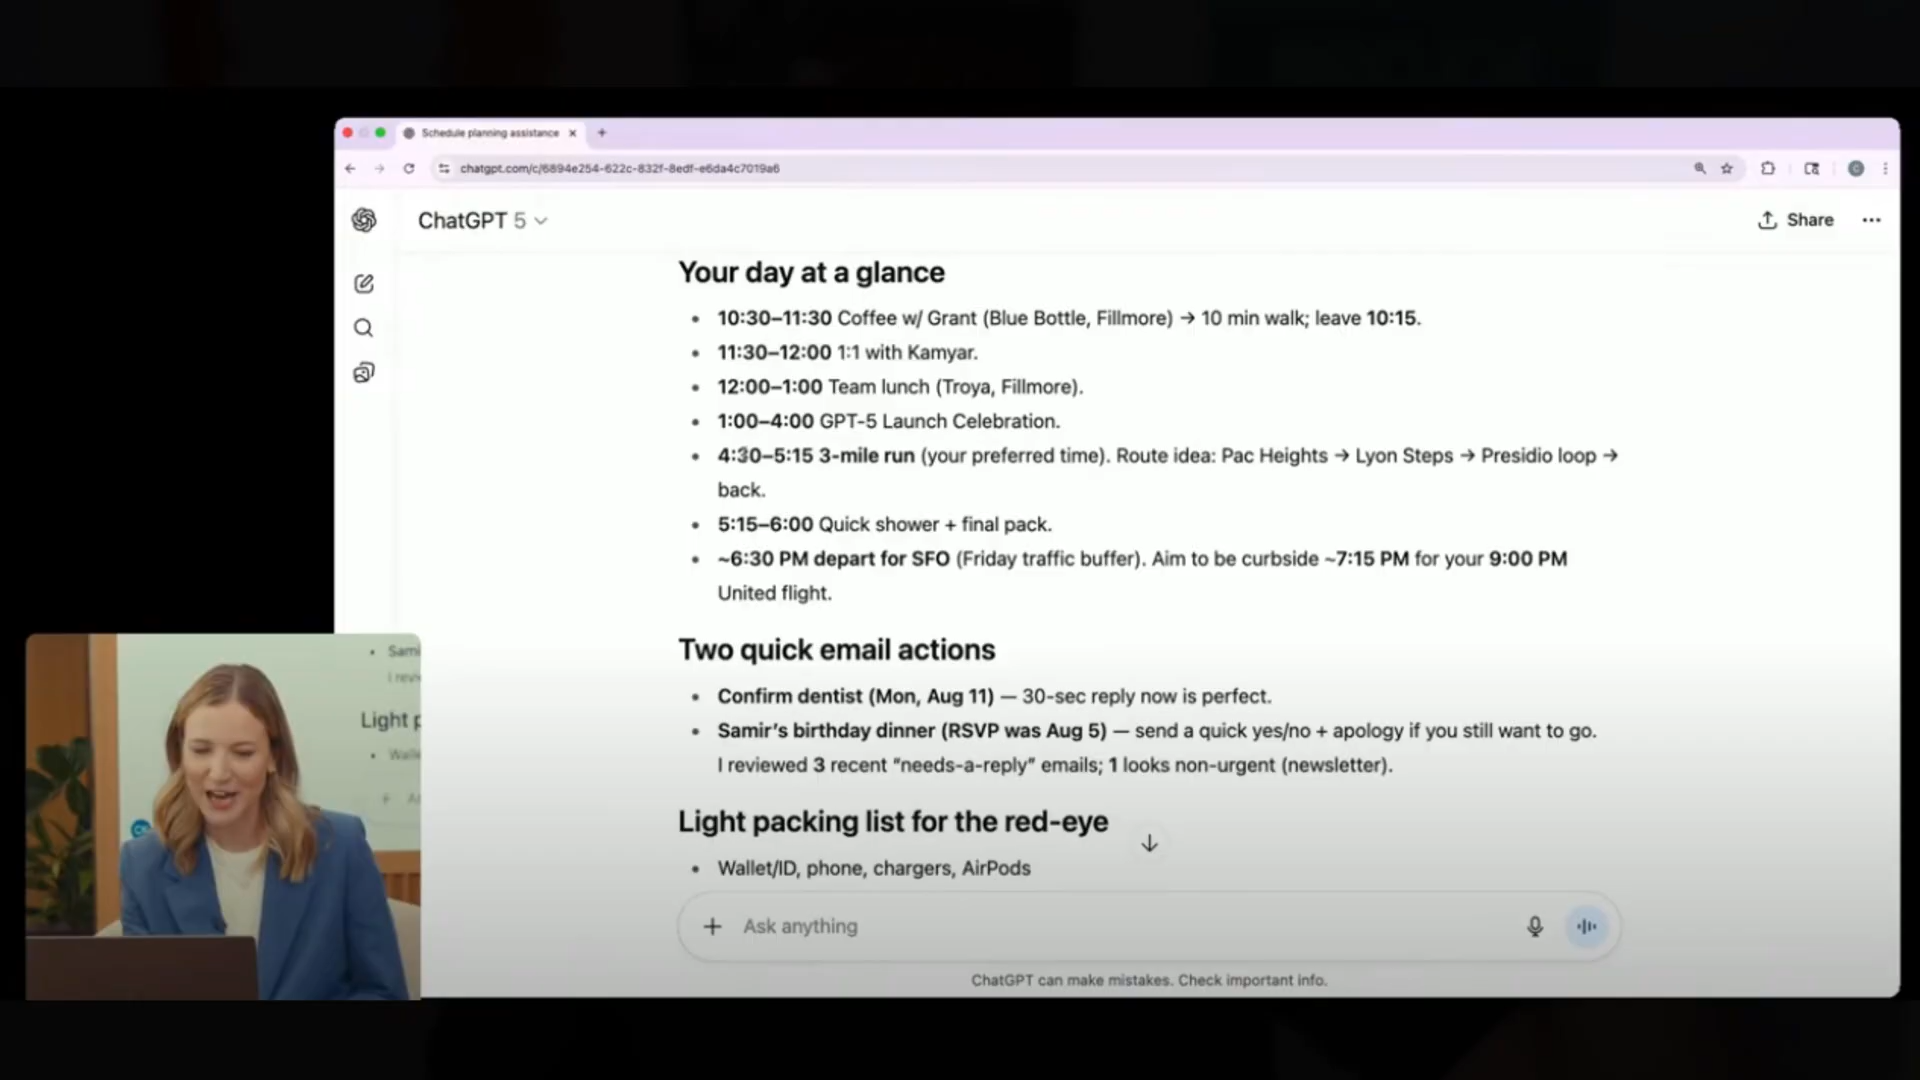 Schedule planning assistance
chatgpt.com/c/6894e254-622c-832f-8edf-e6da4c7019a6
ChatGPT 5
Share
Your day at a glance
• 10:30–11:30 Coffee w/ Grant (Blue Bottle, Fillmore) → 10 min walk; leave 10:15.
• 11:30–12:00 1:1 with Kamyar.
• 12:00–1:00 Team lunch (Troya, Fillmore).
• 1:00–4:00 GPT-5 Launch Celebration.
• 4:30–5:15 3-mile run (your preferred time). Route idea: Pac Heights → Lyon Steps → Presidio loop →
back.
• 5:15–6:00 Quick shower + final pack.
• ~6:30 PM depart for SFO (Friday traffic buffer). Aim to be curbside ~7:15 PM for your 9:00 PM
United flight.
Two quick email actions
• Confirm dentist (Mon, Aug 11) — 30-sec reply now is perfect.
• Samir’s birthday dinner (RSVP was Aug 5) — send a quick yes/no + apology if you still want to go.
I reviewed 3 recent “needs-a-reply” emails; 1 looks non-urgent (newsletter).
Light packing list for the red-eye
• Wallet/ID, phone, chargers, AirPods
Ask anything
ChatGPT can make mistakes. Check important info.
• Sami
I revi
Light p
• Walle